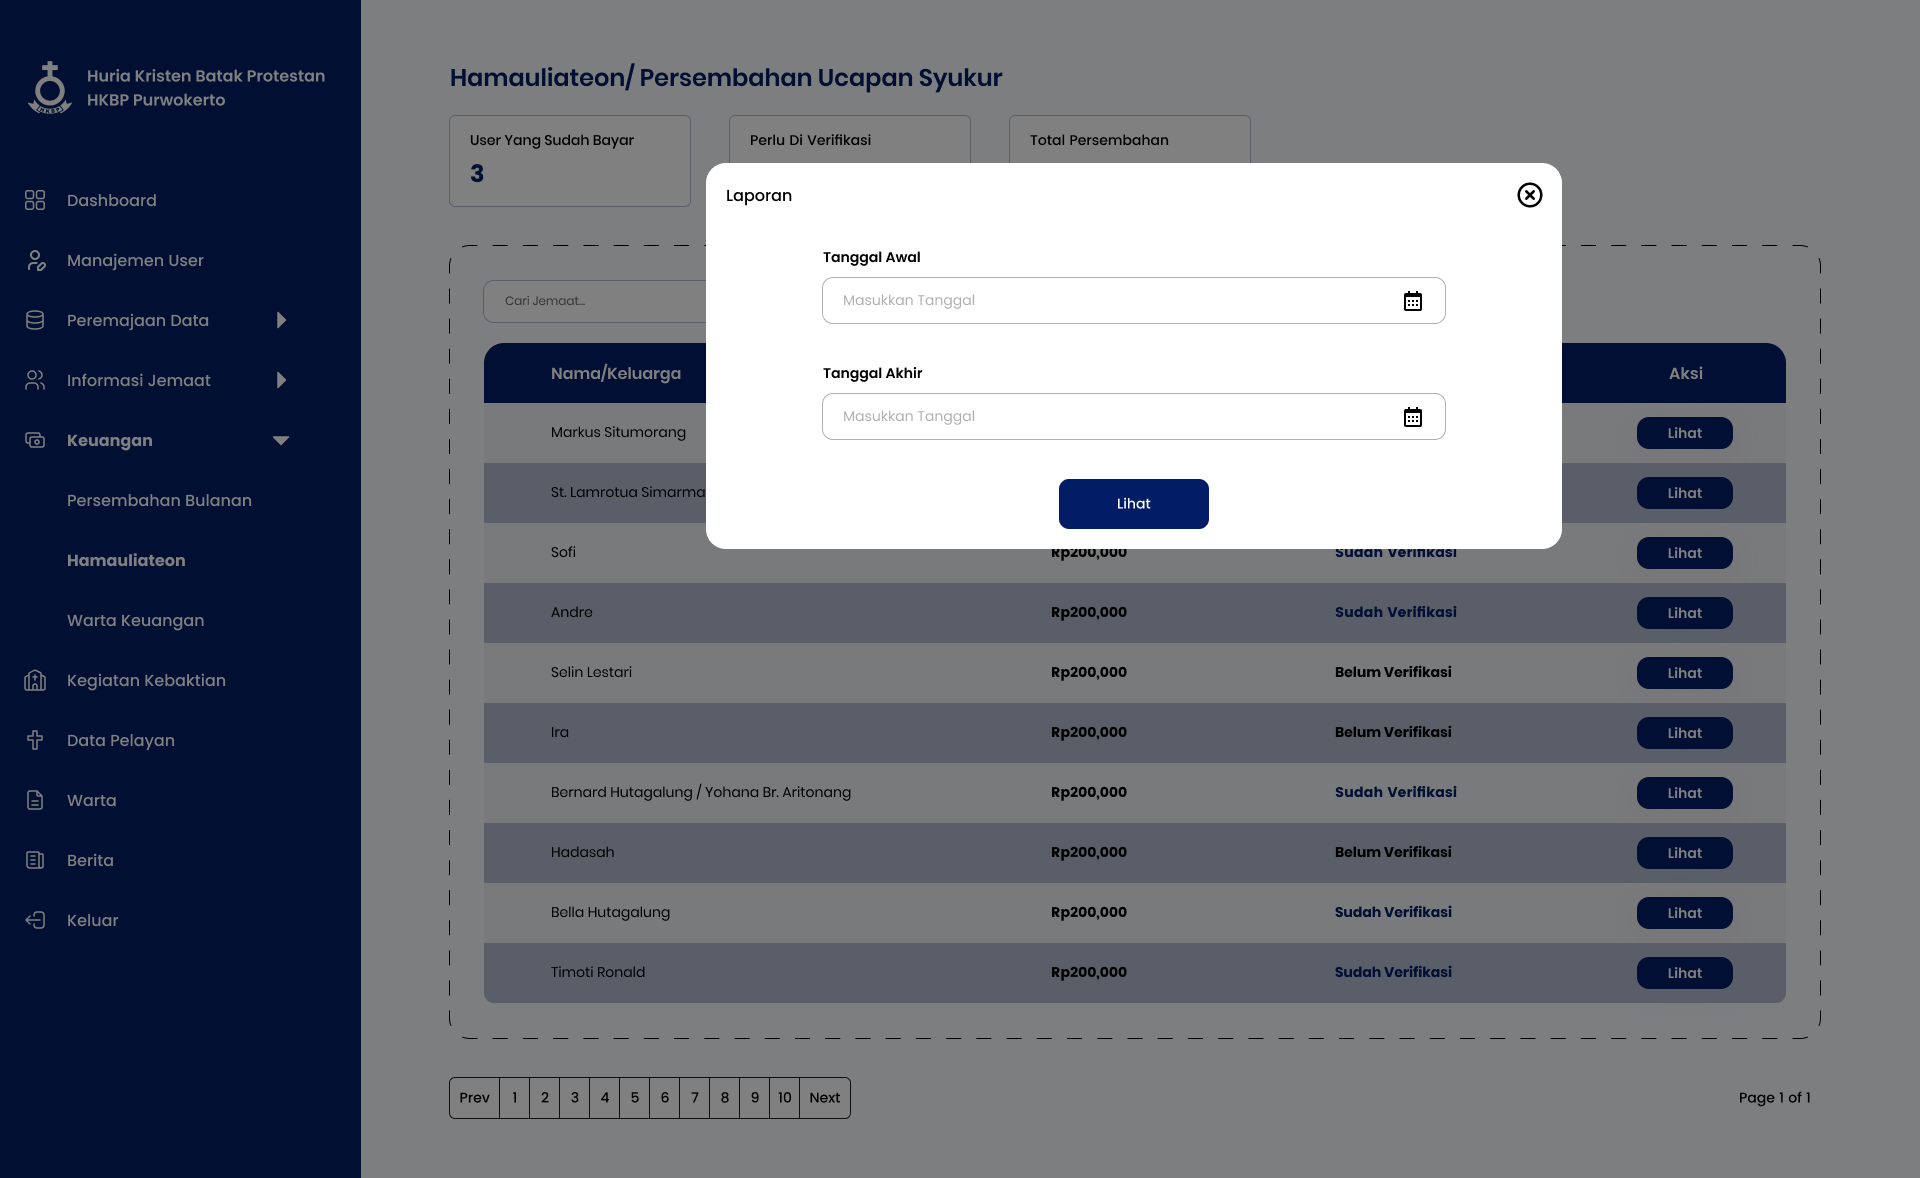 Huria Kristen Batak Protestan
HKBP Purwokerto
Dashboard
Manajemen User
Peremajaan Data
Informasi Jemaat
Keuangan
Persembahan Bulanan
Hamauliateon
Warta Keuangan
Kegiatan Kebaktian
Data Pelayan
Warta
Berita
Keluar
Hamauliateon/ Persembahan Ucapan Syukur
User Yang Sudah Bayar
3
Perlu Di Verifikasi
Total Persembahan
Laporan
Tanggal Awal
Masukkan Tanggal
Tanggal Akhir
Masukkan Tanggal
Lihat
Cari Jemaat...
Nama/Keluarga Aksi
Markus Situmorang Lihat
St. Lamrotua Simarma Lihat
Sofi Rp200,000 Sudah Verifikasi Lihat
Andre Rp200,000 Sudah Verifikasi Lihat
Selin Lestari Rp200,000 Belum Verifikasi Lihat
Ira Rp200,000 Belum Verifikasi Lihat
Bernard Hutagalung / Yohana Br. Aritonang Rp200,000 Sudah Verifikasi Lihat
Hadasah Rp200,000 Belum Verifikasi Lihat
Bella Hutagalung Rp200,000 Sudah Verifikasi Lihat
Timoti Ronald Rp200,000 Sudah Verifikasi Lihat
Prev 1 2 3 4 5 6 7 8 9 10 Next
Page 1 of 1